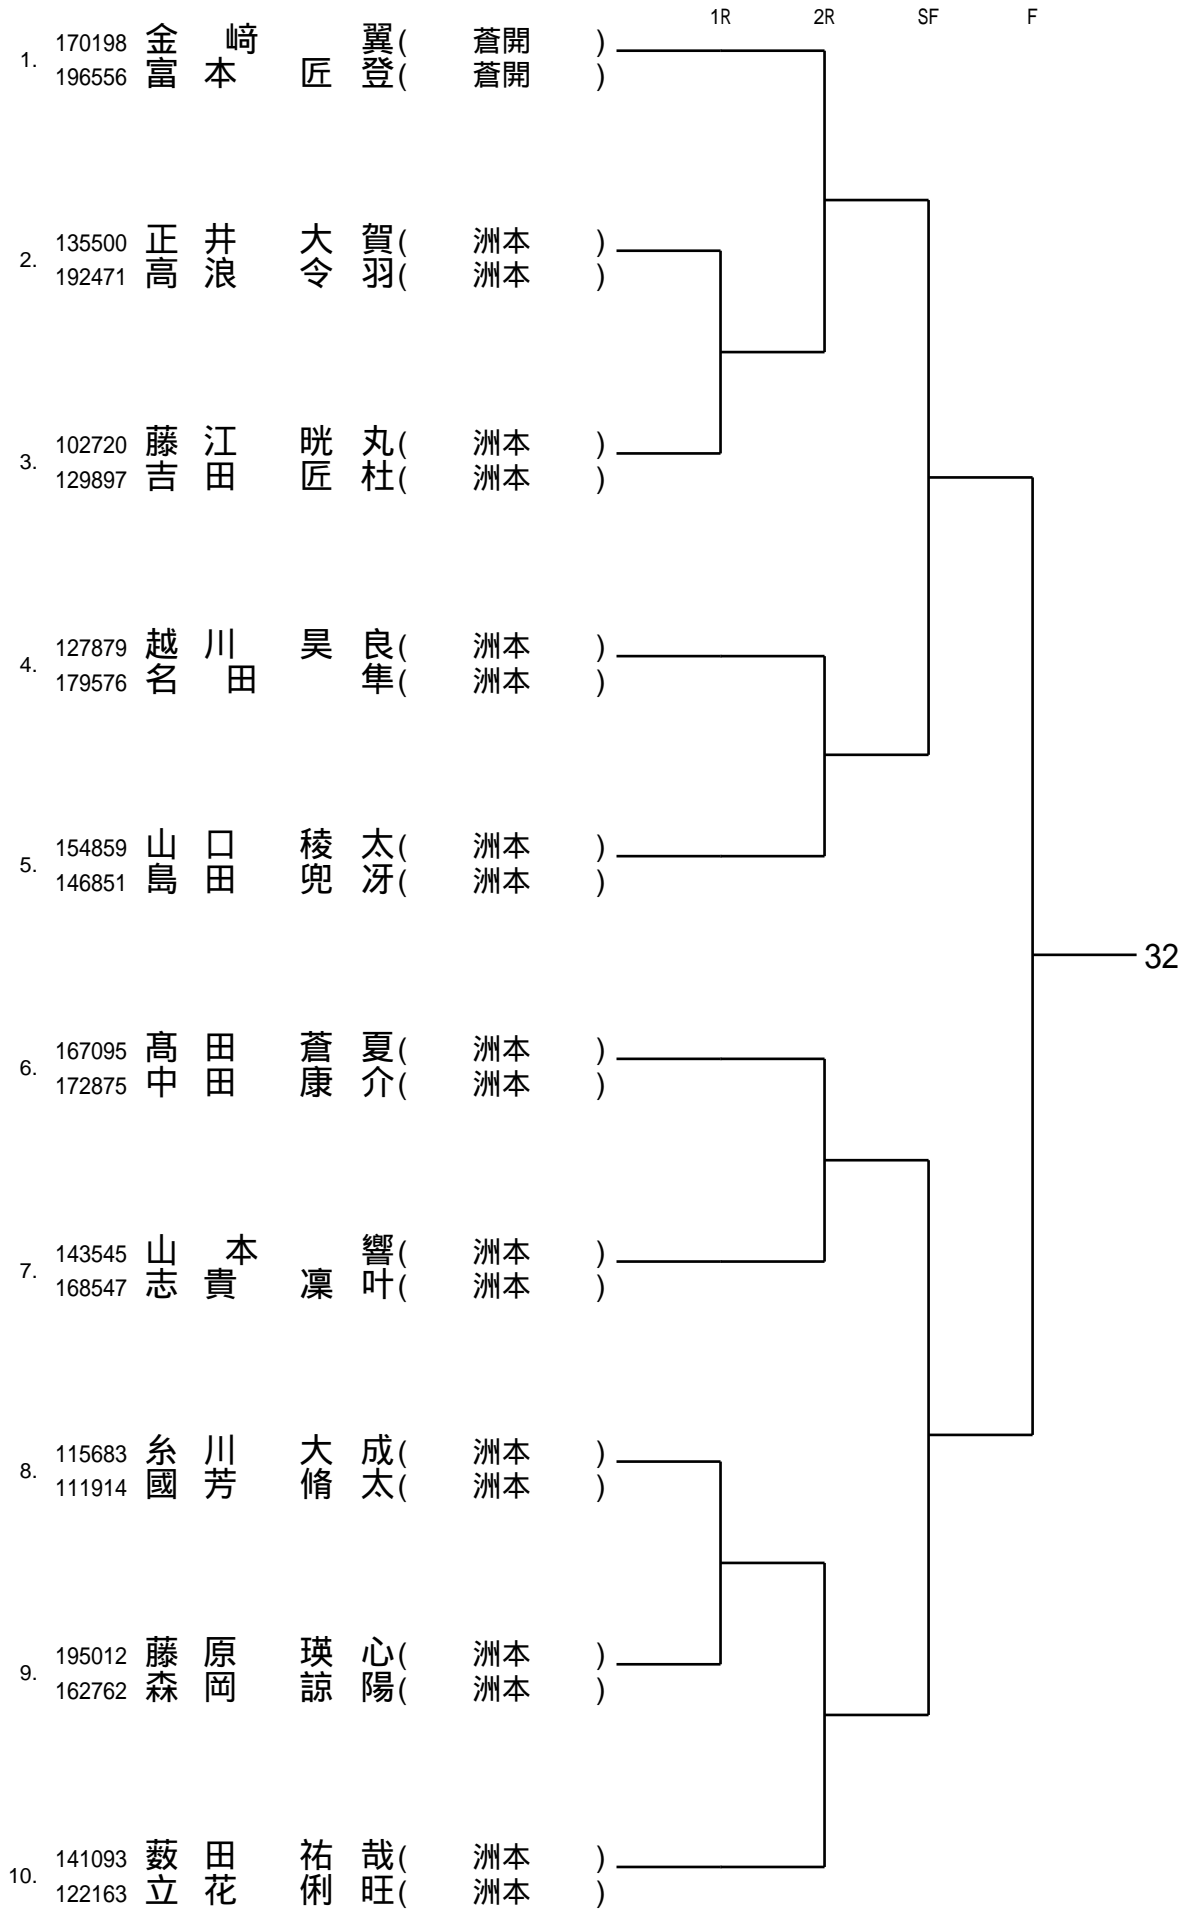 1R 2R SF F
1. 170198 金﨑 翼(蒼開)
196556 富本 匠登(蒼開)
2. 135500 正井 大賀(洲本)
192471 高浪 令羽(洲本)
3. 102720 藤江 晄丸(洲本)
129897 吉田 匠杜(洲本)
4. 127879 越川 昊良(洲本)
179576 名田 隼(洲本)
5. 154859 山口 稜太(洲本)
146851 島田 兜冴(洲本)
32
6. 167095 髙田 蒼夏(洲本)
172875 中田 康介(洲本)
7. 143545 山本 響(洲本)
168547 志貴 凜叶(洲本)
8. 115683 糸川 大成(洲本)
111914 國芳 脩太(洲本)
9. 195012 藤原 瑛心(洲本)
162762 森岡 諒陽(洲本)
10. 141093 薮田 祐哉(洲本)
122163 立花 俐旺(洲本)